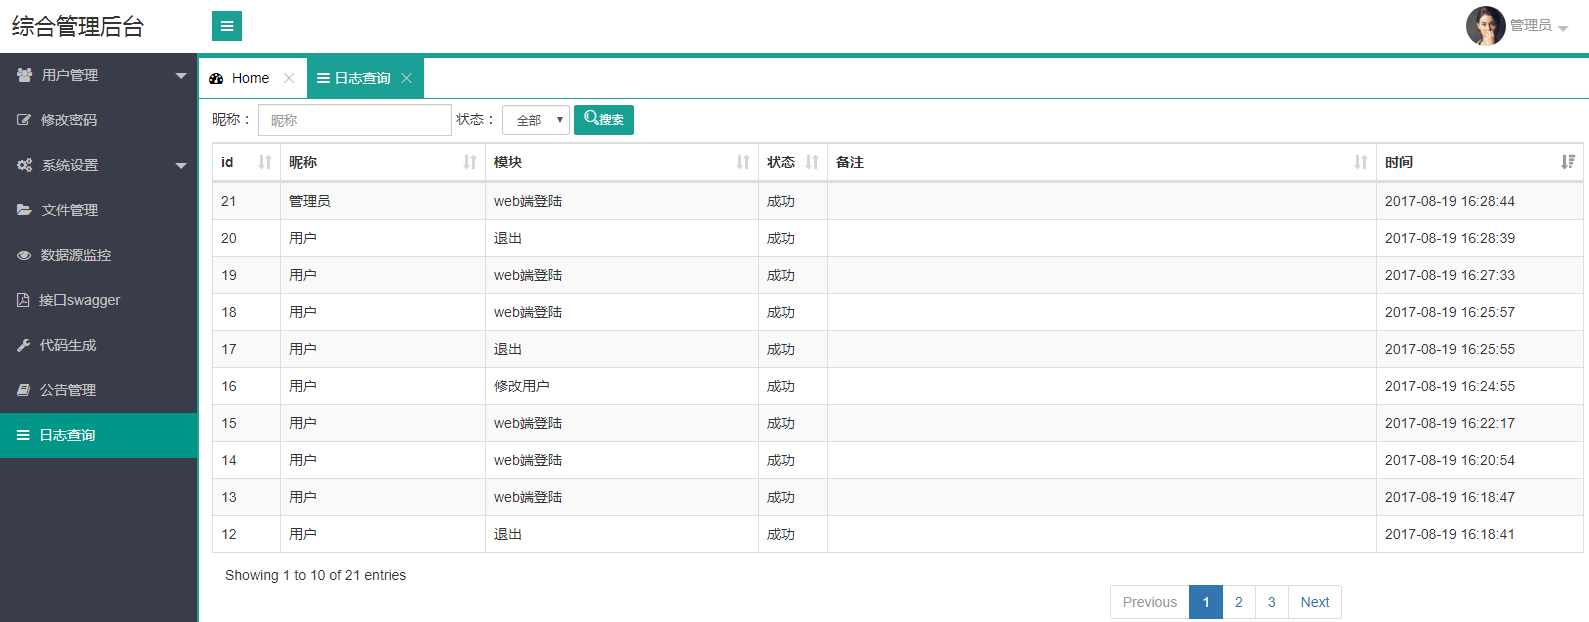 综合管理后台
管理员
用户管理
修改密码
系统设置
文件管理
数据源监控
接口swagger
代码生成
公告管理
日志查询
Home
日志查询
昵称： 昵称 状态： 全部 搜索
id 昵称 模块 状态 备注 时间
21 管理员 web端登陆 成功 2017-08-19 16:28:44
20 用户 退出 成功 2017-08-19 16:28:39
19 用户 web端登陆 成功 2017-08-19 16:27:33
18 用户 web端登陆 成功 2017-08-19 16:25:57
17 用户 退出 成功 2017-08-19 16:25:55
16 用户 修改用户 成功 2017-08-19 16:24:55
15 用户 web端登陆 成功 2017-08-19 16:22:17
14 用户 web端登陆 成功 2017-08-19 16:20:54
13 用户 web端登陆 成功 2017-08-19 16:18:47
12 用户 退出 成功 2017-08-19 16:18:41
Showing 1 to 10 of 21 entries
Previous 1 2 3 Next